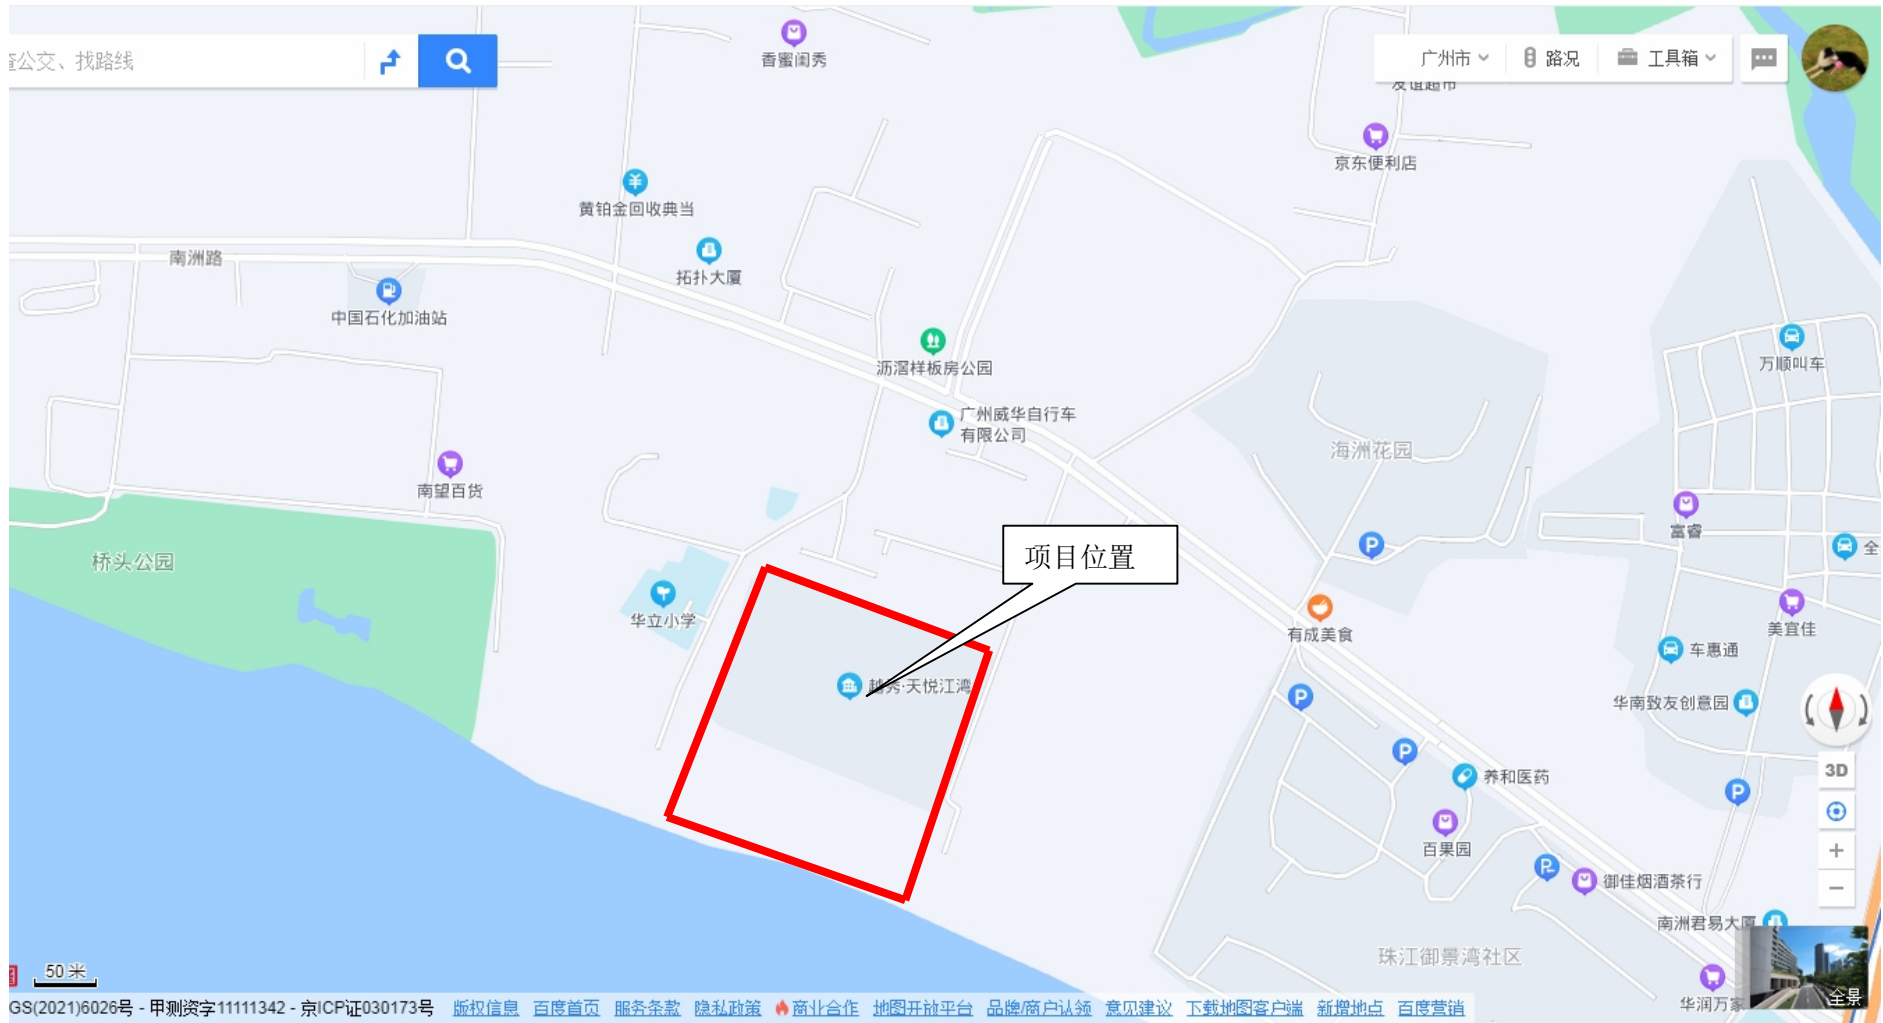 公交、找路线
香蜜闺秀
广州市
路况
工具箱
友谊超市
京东便利店
黄铂金回收典当
拓扑大厦
南洲路
中国石化加油站
沥滘样板房公园
万顺叫车
广州威华自行车
有限公司
海洲花园
南望百货
富睿
全
桥头公园
项目位置
华立小学
有成美食
美宜佳
车惠通
越秀·天悦江湾
华南致友创意园
3D
养和医药
百果园
御佳烟酒茶行
南洲君易大厦
珠江御景湾社区
50 米
华润万家
全景
GS(2021)6026号 - 甲测资字11111342 - 京ICP证030173号 版权信息 百度首页 服务条款 隐私政策 商业合作 地图开放平台 品牌/商户认领 意见建议 下载地图客户端 新增地点 百度营销